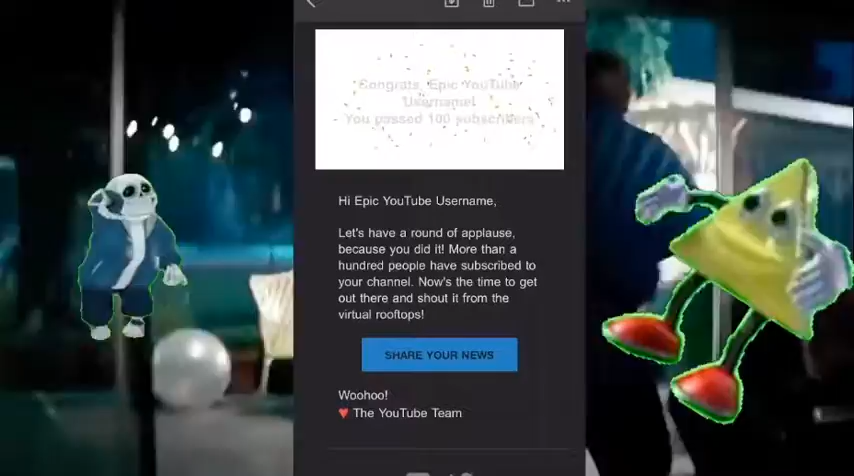 Congrats, Epic YouTube
Username!
You passed 100 subscribers
Hi Epic YouTube Username,
Let's have a round of applause,
because you did it! More than a
hundred people have subscribed to
your channel. Now's the time to get
out there and shout it from the
virtual rooftops!
SHARE YOUR NEWS
Woohoo!
The YouTube Team